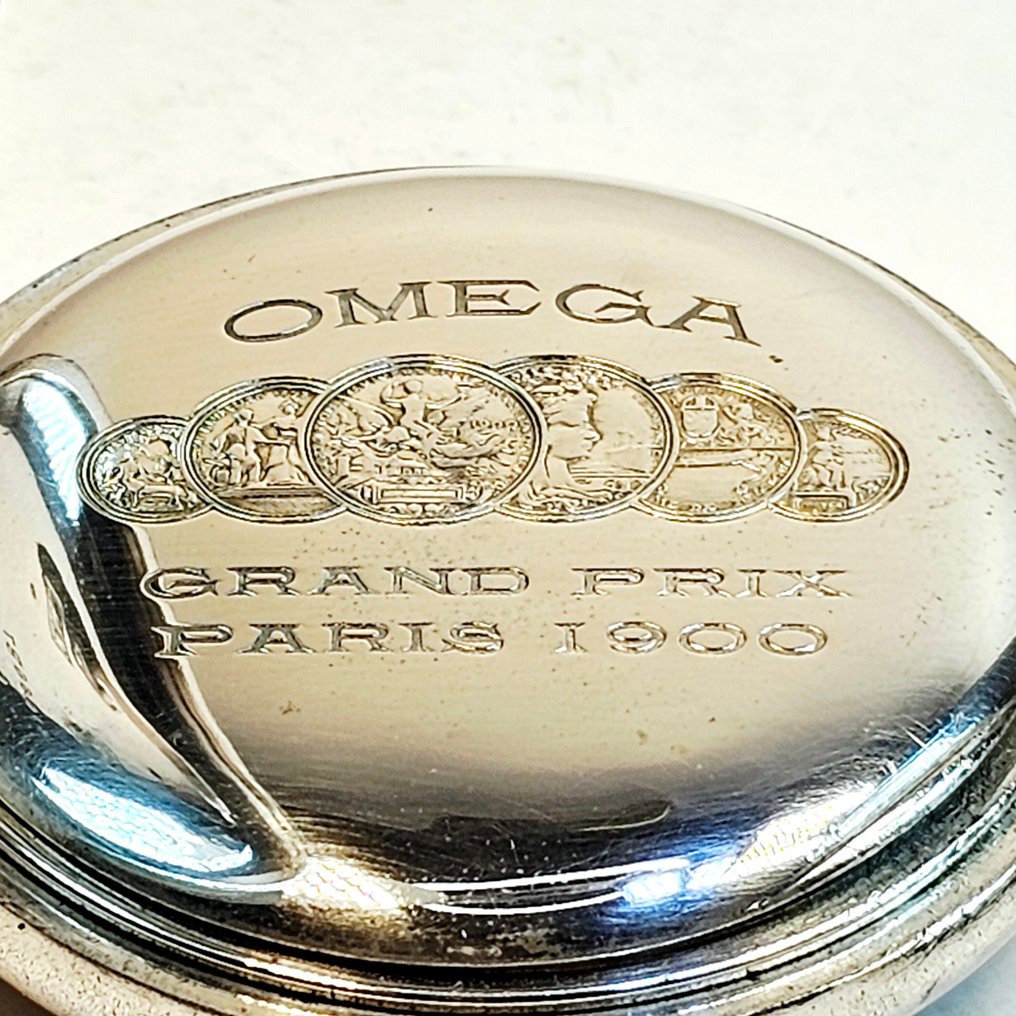 OMEGA
GRAND PRIX
PARIS 1900